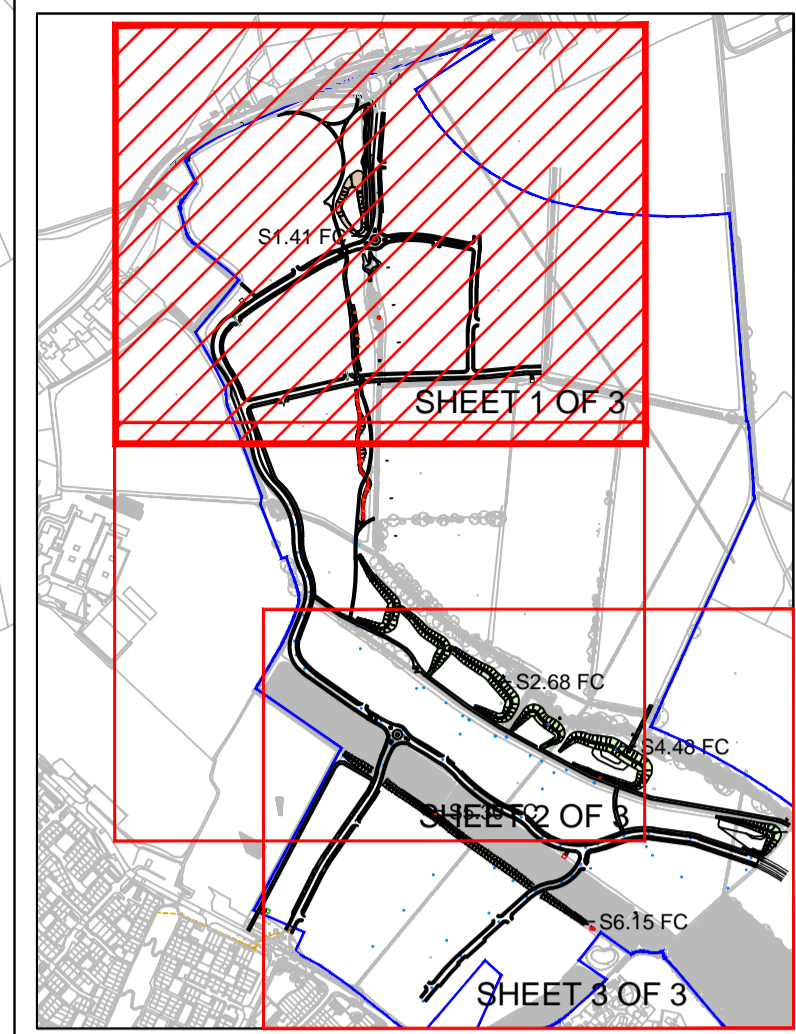 S1.41 FC
SHEET 1 OF 3
S2.68 FC
S4.48 FC
SHEET 2 OF 3
S6.15 FC
SHEET 3 OF 3